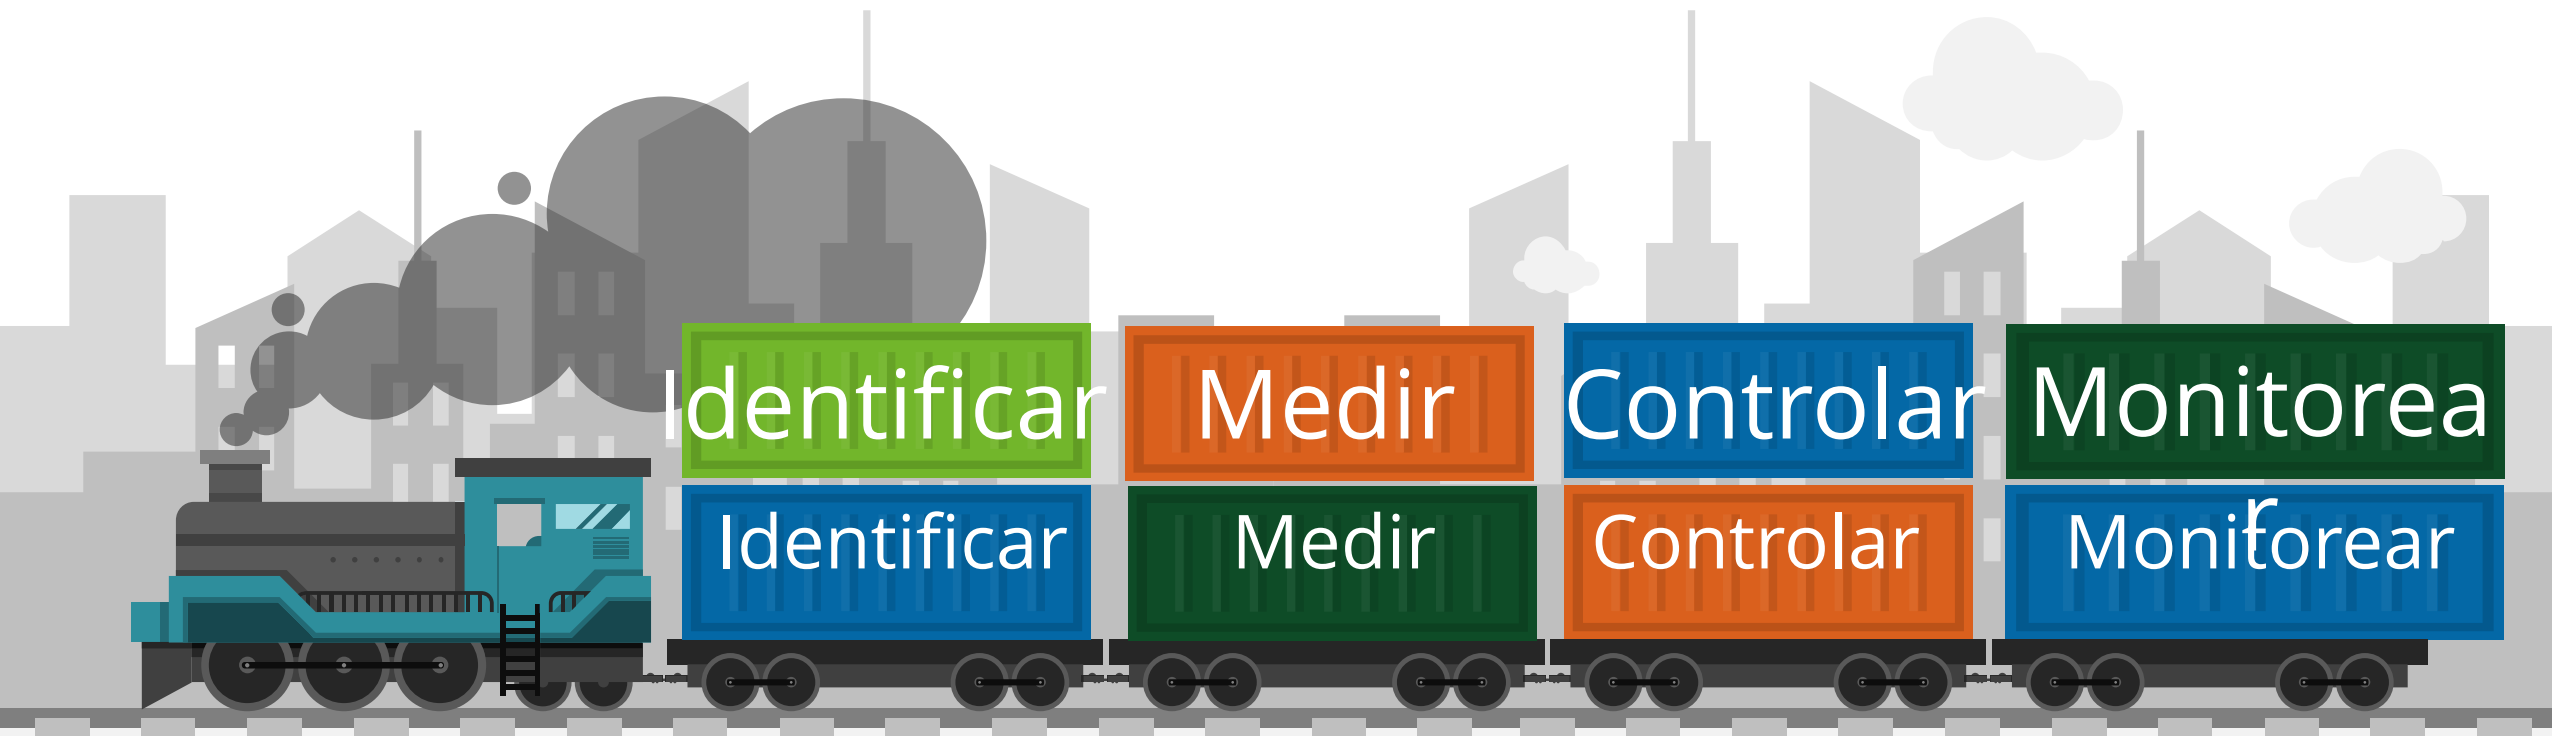 Identificar
Medir
Controlar
Monitorea
r
Identificar
Medir
Controlar
Monitorear